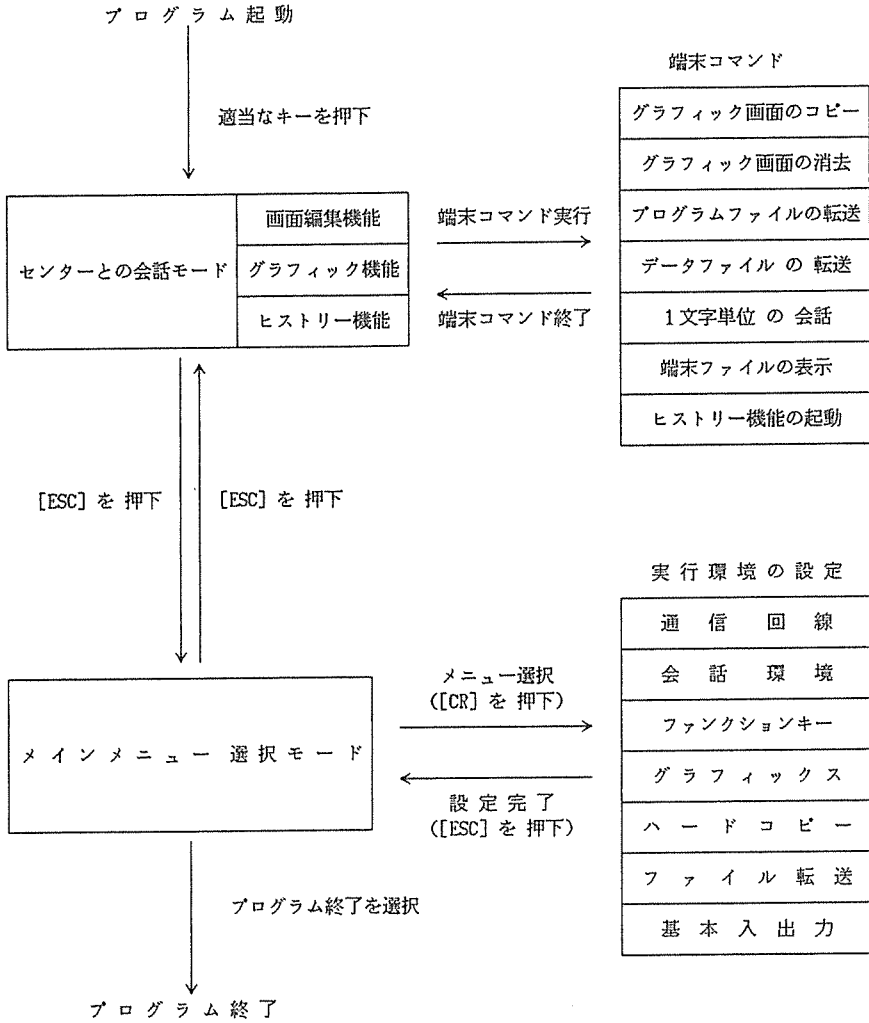 プログラム起動
適当なキーを押下
センターとの会話モード
画面編集機能
グラフィック機能
ヒストリー機能
端末コマンド実行
端末コマンド終了
端末コマンド
グラフィック画面のコピー
グラフィック画面の消去
プログラムファイルの転送
データファイル の 転送
1文字単位 の 会話
端末ファイルの表示
ヒストリー機能の起動
[ESC] を 押下
[ESC] を 押下
メインメニュー 選択モード
メニュー選択
([CR] を 押下)
設定完了
([ESC] を 押下)
実行環境の設定
通信回線
会話環境
ファンクションキー
グラフィックス
ハードコピー
ファイル転送
基本入出力
プログラム終了を選択
プログラム終了